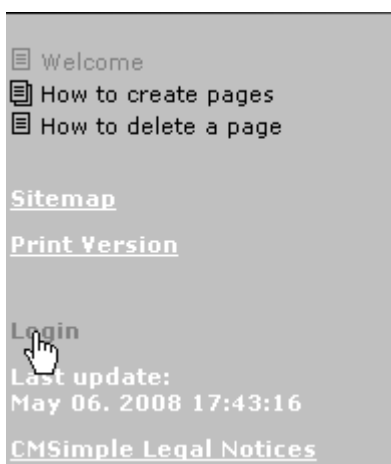 Welcome
How to create pages
How to delete a page
Sitemap
Print Version
Login
Last update:
May 06. 2008 17:43:16
CMSimple Legal Notices